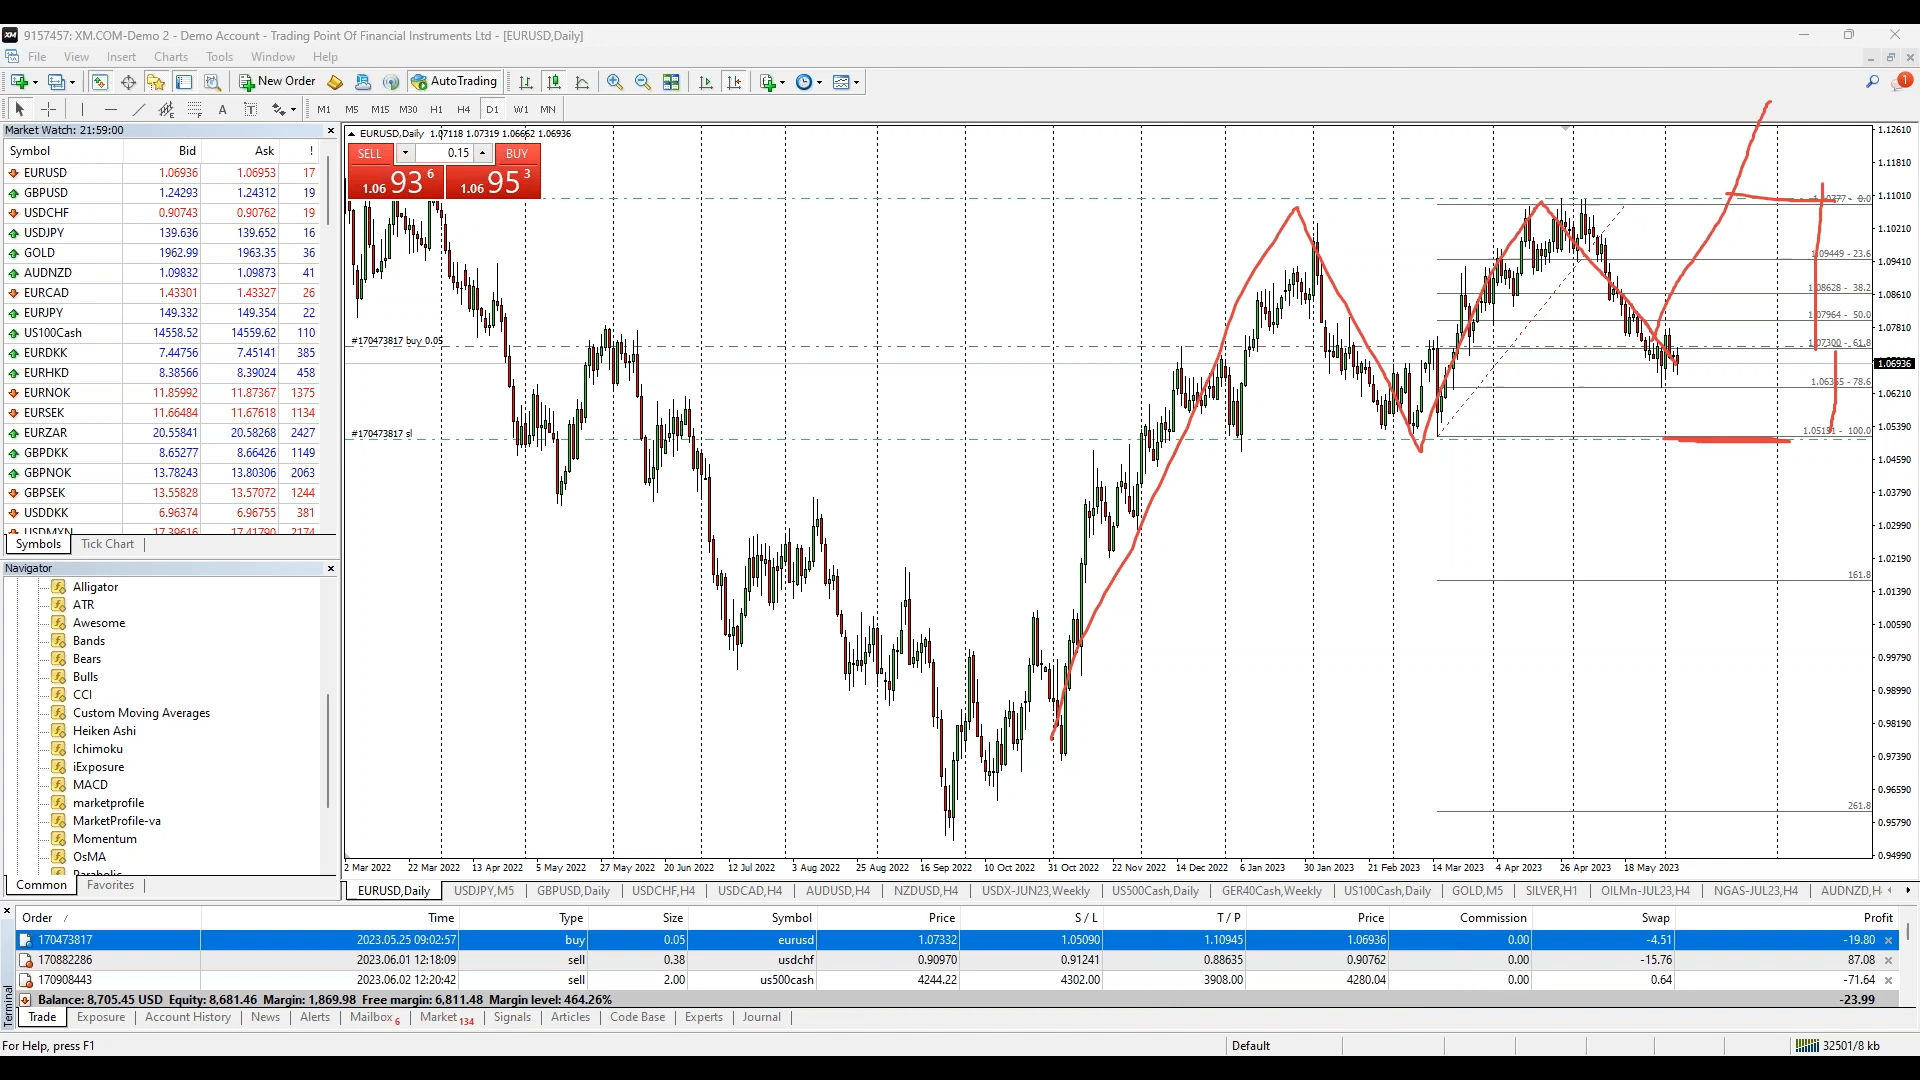 9157457: XM.COM-Demo 2 - Demo Account - Trading Point Of Financial Instruments Ltd - [EURUSD,Daily]
File View Insert Charts Tools Window Help
New Order AutoTrading 1
A T M1 M5 M15 M30 H1 H4 D1 W1 MN
Market Watch: 21:59:00
Symbol Bid Ask !
EURUSD 1.06936 1.06953 17
GBPUSD 1.24293 1.24312 19
USDCHF 0.90743 0.90762 19
USDJPY 139.636 139.652 16
GOLD 1962.99 1963.35 36
AUDNZD 1.09832 1.09873 41
EURCAD 1.43301 1.43327 26
EURJPY 149.332 149.354 22
US100Cash 14558.52 14559.62 110
EURDKK 7.44756 7.45141 385
EURHKD 8.38566 8.39024 458
EURNOK 11.85992 11.87367 1375
EURSEK 11.66484 11.67618 1134
EURZAR 20.55841 20.58268 2427
GBPDKK 8.65277 8.66426 1149
GBPNOK 13.78243 13.80306 2063
GBPSEK 13.55828 13.57072 1244
USDDKK 6.96374 6.96755 381
USDMXN 17.39616 17.41790 2174
Symbols Tick Chart
Navigator
Alligator
ATR
Awesome
Bands
Bears
Bulls
CCI
Custom Moving Averages
Heiken Ashi
Ichimoku
iExposure
MACD
marketprofile
MarketProfile-va
Momentum
OsMA
Parabolic
Common Favorites
EURUSD,Daily 1.07118 1.07319 1.06662 1.06936
SELL 0.15 BUY
1.06 93 6 1.06 95 3
#170473817 buy 0.05
#170473817 sl
0.0
1.09449 - 23.6
1.08628 - 38.2
1.07964 - 50.0
1.07300 - 61.8
78.6
1.05151 - 100.0
161.8
261.8
1.12610
1.11810
1.11010
1.10210
1.09410
1.08610
1.07810
1.06936
1.06210
1.05390
1.04590
1.03790
1.02990
1.02190
1.01390
1.00590
0.99790
0.98990
0.98190
0.97390
0.96590
0.95790
0.94990
2 Mar 2022 22 Mar 2022 13 Apr 2022 5 May 2022 27 May 2022 20 Jun 2022 12 Jul 2022 3 Aug 2022 25 Aug 2022 16 Sep 2022 10 Oct 2022 31 Oct 2022 22 Nov 2022 14 Dec 2022 6 Jan 2023 30 Jan 2023 21 Feb 2023 14 Mar 2023 4 Apr 2023 26 Apr 2023 18 May 2023
EURUSD,Daily USDJPY,M5 GBPUSD,Daily USDCHF,H4 USDCAD,H4 AUDUSD,H4 NZDUSD,H4 USDX-JUN23,Weekly US500Cash,Daily GER40Cash,Weekly US100Cash,Daily GOLD,M5 SILVER,H1 OILMn-JUL23,H4 NGAS-JUL23,H4 AUDNZD,H
Order / Time Type Size Symbol Price S / L T / P Price Commission Swap Profit
170473817 2023.05.25 09:02:57 buy 0.05 eurusd 1.07332 1.05090 1.10945 1.06936 0.00 -4.51 -19.80
170882286 2023.06.01 12:18:09 sell 0.38 usdchf 0.90970 0.91241 0.88635 0.90762 0.00 -15.76 87.08
170908443 2023.06.02 12:20:42 sell 2.00 us500cash 4244.22 4302.00 3908.00 4280.04 0.00 0.64 -71.64
Balance: 8,705.45 USD Equity: 8,681.46 Margin: 1,869.98 Free margin: 6,811.48 Margin level: 464.26% -23.99
Terminal
Trade Exposure Account History News Alerts Mailbox 6 Market 134 Signals Articles Code Base Experts Journal
For Help, press F1 Default 32501/8 kb